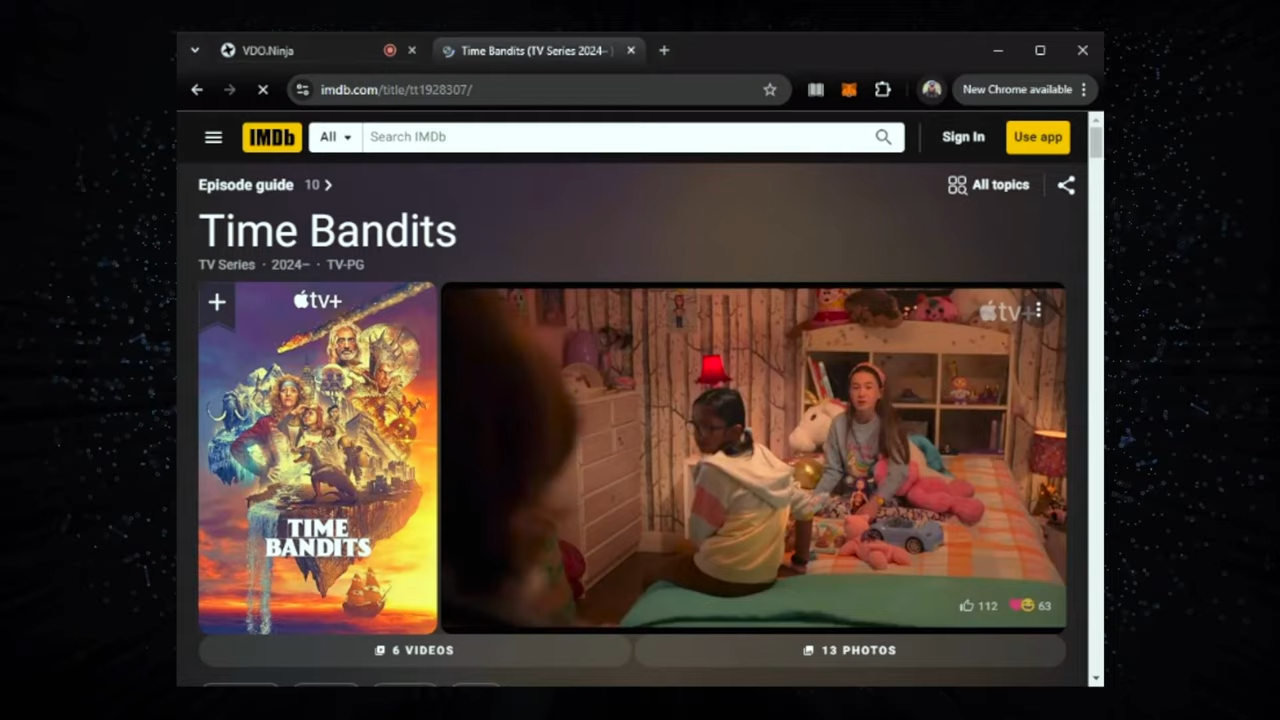 VDO.Ninja
Time Bandits (TV Series 2024–
imdb.com/title/tt1928307/
New Chrome available
IMDb
All
Search IMDb
Sign In
Use app
Episode guide 10
All topics
Time Bandits
TV Series · 2024– · TV-PG
tv+
TIME
BANDITS
tv+
112
63
6 VIDEOS
13 PHOTOS